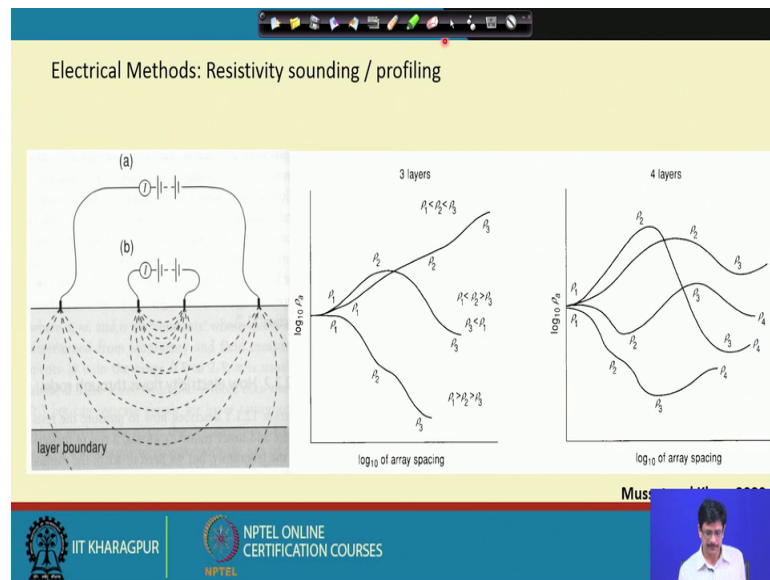 Electrical Methods: Resistivity sounding / profiling
(a)
I
(b)
I
layer boundary
3 layers
ρ₁<ρ₂<ρ₃
ρ₃
ρ₂
ρ₁
ρ₂
ρ₁
ρ₁<ρ₂>ρ₃
ρ₃<ρ₁
ρ₃
ρ₁
ρ₂
ρ₁>ρ₂>ρ₃
ρ₃
log₁₀ ρₐ
log₁₀ of array spacing
4 layers
ρ₂
ρ₂
ρ₁
ρ₃
ρ₃
ρ₁
ρ₂
ρ₄
ρ₃
ρ₄
ρ₄
ρ₃
log₁₀ ρₐ
log₁₀ of array spacing
IIT KHARAGPUR
NPTEL ONLINE
CERTIFICATION COURSES
NPTEL